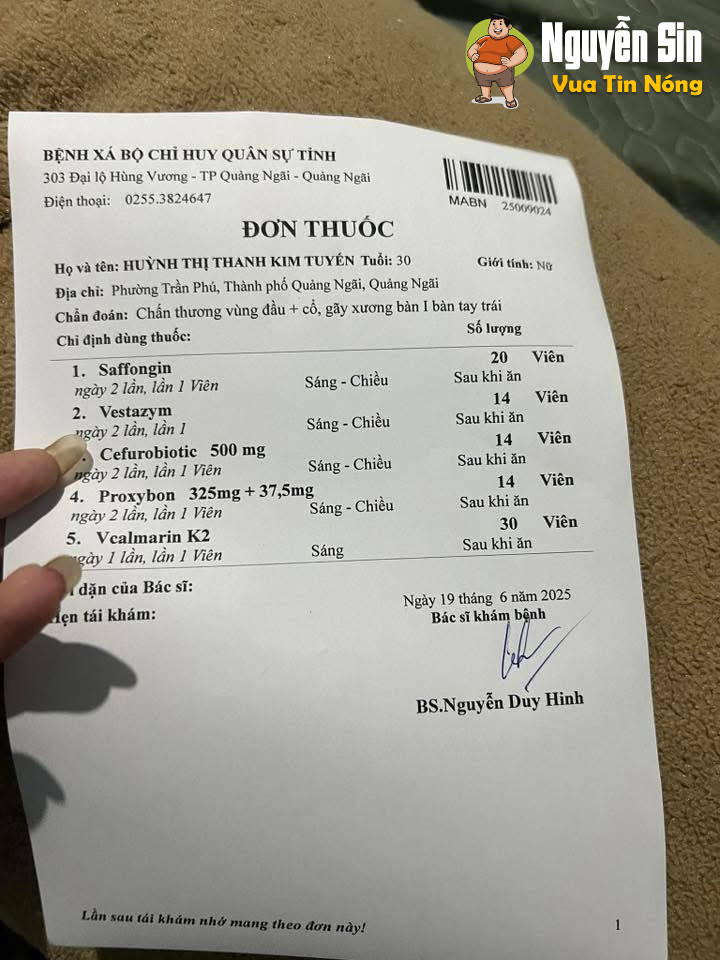 Nguyễn Sin
Vua Tin Nóng
BỆNH XÁ BỘ CHỈ HUY QUÂN SỰ TỈNH
303 Đại lộ Hùng Vương - TP Quảng Ngãi - Quảng Ngãi
Điện thoại: 0255.3824647
MABN 25009024
ĐƠN THUỐC
Họ và tên: HUỲNH THỊ THANH KIM TUYỀN Tuổi: 30 Giới tính: Nữ
Địa chỉ: Phường Trần Phú, Thành phố Quảng Ngãi, Quảng Ngãi
Chẩn đoán: Chấn thương vùng đầu + cổ, gãy xương bàn I bàn tay trái
Chỉ định dùng thuốc: Số lượng
1. Saffongin 20 Viên
ngày 2 lần, lần 1 Viên Sáng - Chiều Sau khi ăn
2. Vestazym 14 Viên
ngày 2 lần, lần 1 Sáng - Chiều Sau khi ăn
Cefurobiotic 500 mg 14 Viên
ngày 2 lần, lần 1 Viên Sáng - Chiều Sau khi ăn
4. Proxybon 325mg + 37,5mg 14 Viên
ngày 2 lần, lần 1 Viên Sáng - Chiều Sau khi ăn
5. Vcalmarin K2 30 Viên
ngày 1 lần, lần 1 Viên Sáng Sau khi ăn
dặn của Bác sĩ:
Ngày 19 tháng 6 năm 2025
tái khám:
Bác sĩ khám bệnh
BS.Nguyễn Duy Hinh
Lần sau tái khám nhớ mang theo đơn này!
1